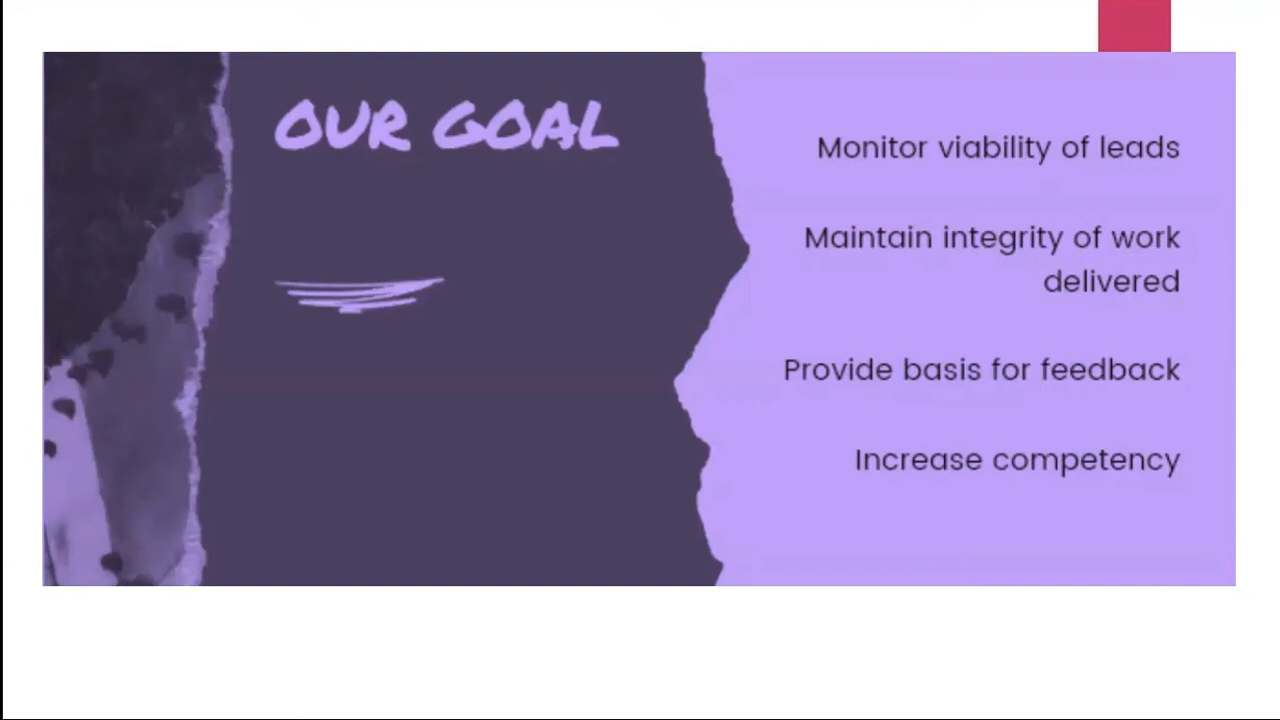 OUR GOAL
Monitor viability of leads
Maintain integrity of work
delivered
Provide basis for feedback
Increase competency